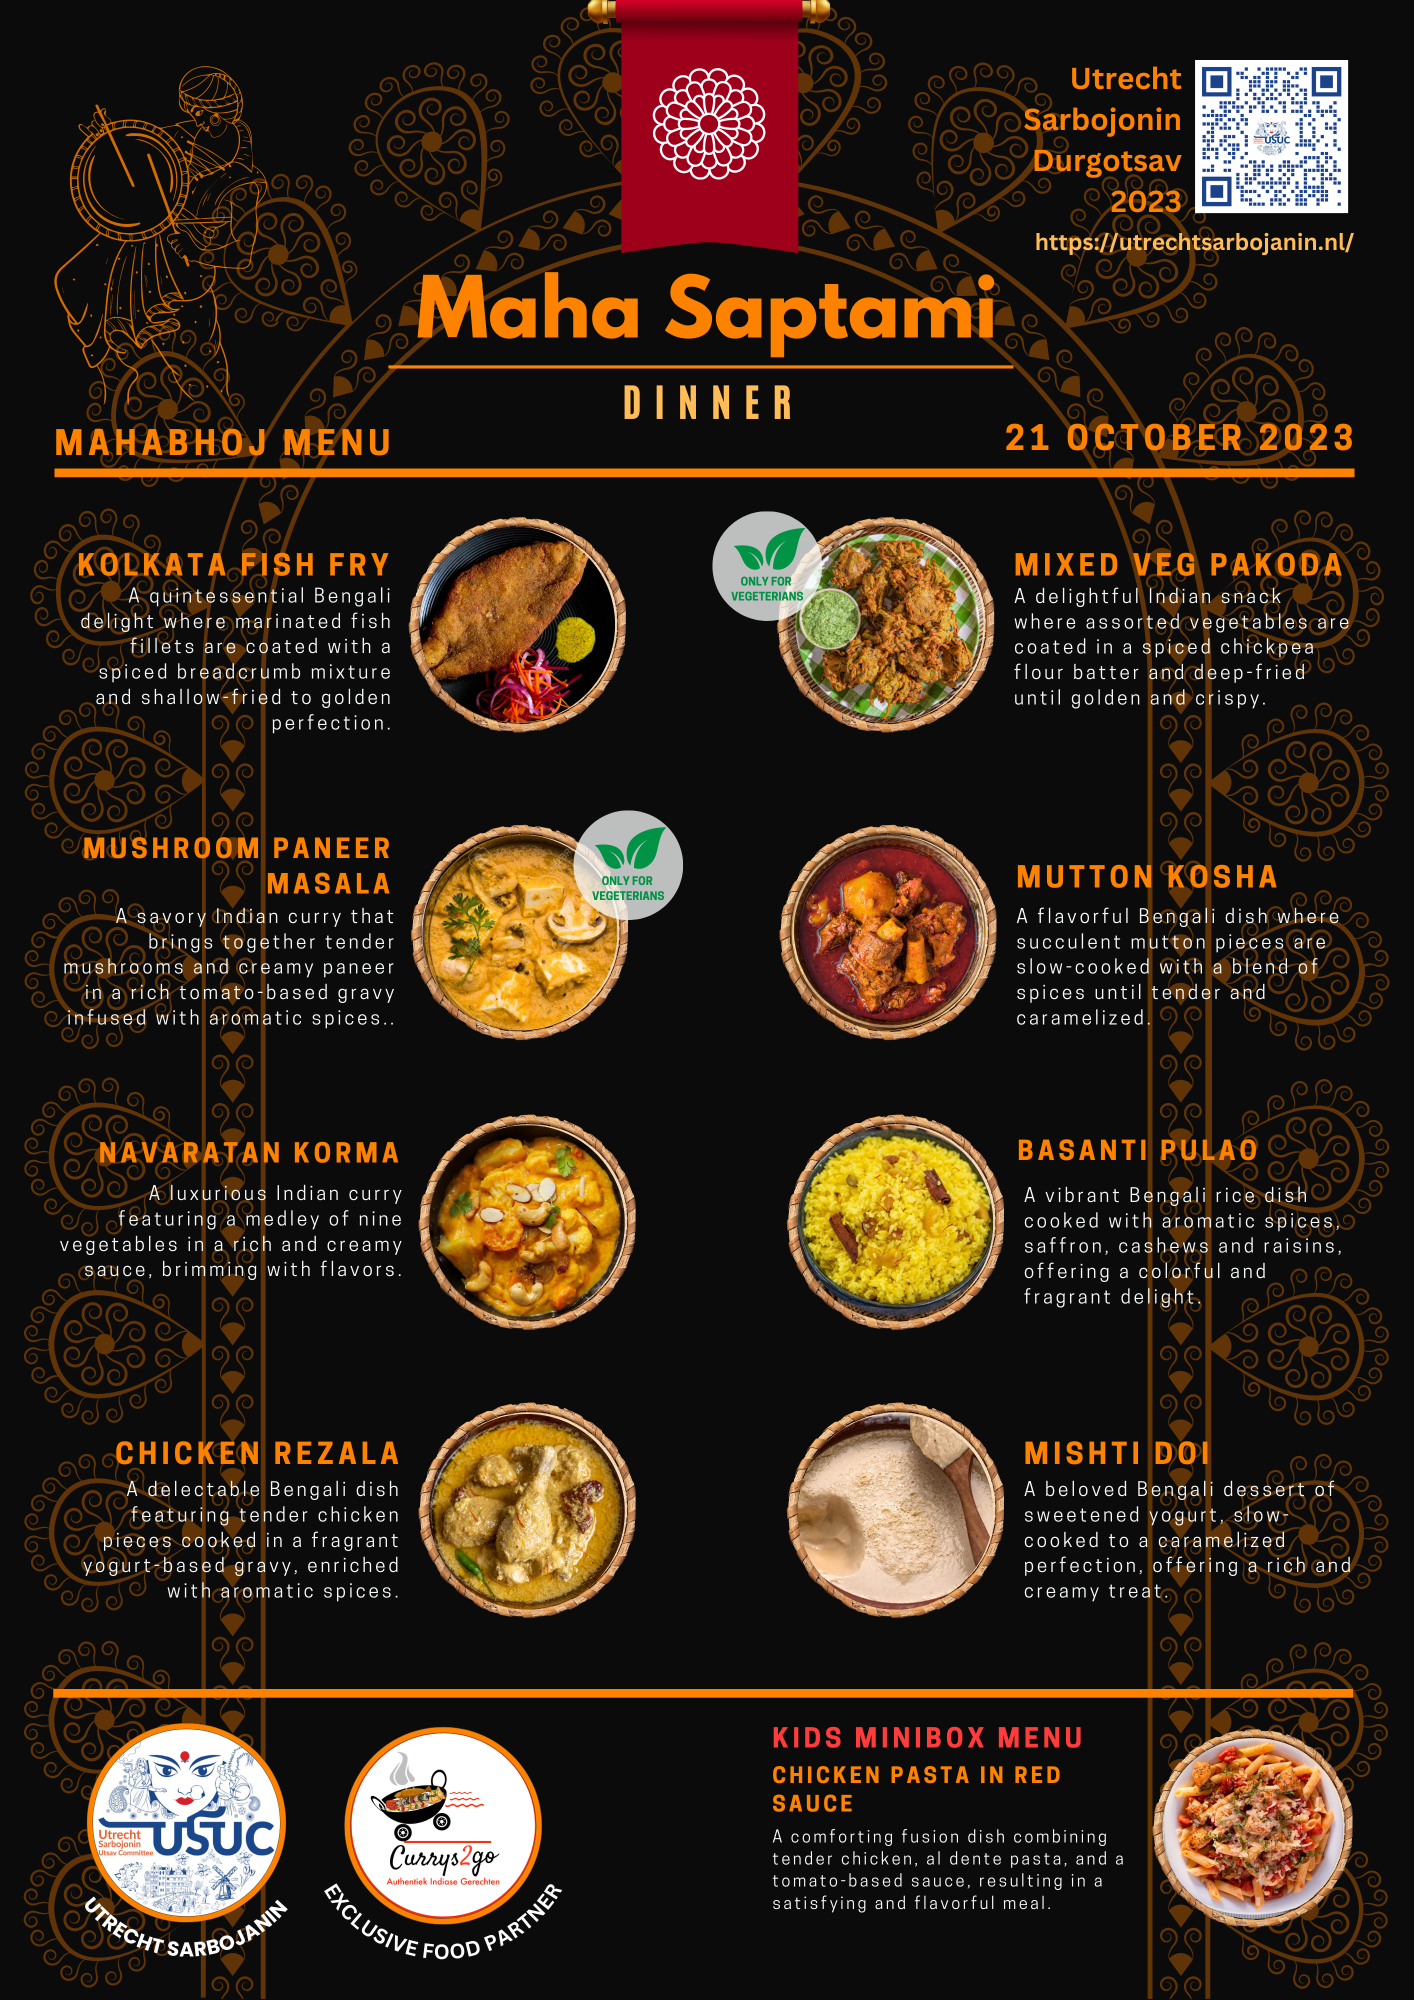 Utrecht
Sarbojonin
Durgotsav
2023
USUC
https://utrechtsarbojanin.nl/
Maha Saptami
DINNER
MAHABHOJ MENU
21 OCTOBER 2023
KOLKATA FISH FRY
A quintessential Bengali
delight where marinated fish
fillets are coated with a
spiced breadcrumb mixture
and shallow-fried to golden
perfection.
ONLY FOR
VEGETERIANS
MIXED VEG PAKODA
A delightful Indian snack
where assorted vegetables are
coated in a spiced chickpea
flour batter and deep-fried
until golden and crispy.
MUSHROOM PANEER
MASALA
A savory Indian curry that
brings together tender
mushrooms and creamy paneer
in a rich tomato-based gravy
infused with aromatic spices..
ONLY FOR
VEGETERIANS
MUTTON KOSHA
A flavorful Bengali dish where
succulent mutton pieces are
slow-cooked with a blend of
spices until tender and
caramelized.
NAVARATAN KORMA
A luxurious Indian curry
featuring a medley of nine
vegetables in a rich and creamy
sauce, brimming with flavors.
BASANTI PULAO
A vibrant Bengali rice dish
cooked with aromatic spices,
saffron, cashews and raisins,
offering a colorful and
fragrant delight.
CHICKEN REZALA
A delectable Bengali dish
featuring tender chicken
pieces cooked in a fragrant
yogurt-based gravy, enriched
with aromatic spices.
MISHTI DOI
A beloved Bengali dessert of
sweetened yogurt, slow-
cooked to a caramelized
perfection, offering a rich and
creamy treat.
Utrecht
Sarbojonin
Utsav Committee
USUC
UTRECHT SARBOJANIN
Currys2go
Authentiek Indiase Gerechten
EXCLUSIVE FOOD PARTNER
KIDS MINIBOX MENU
CHICKEN PASTA IN RED
SAUCE
A comforting fusion dish combining
tender chicken, al dente pasta, and a
tomato-based sauce, resulting in a
satisfying and flavorful meal.